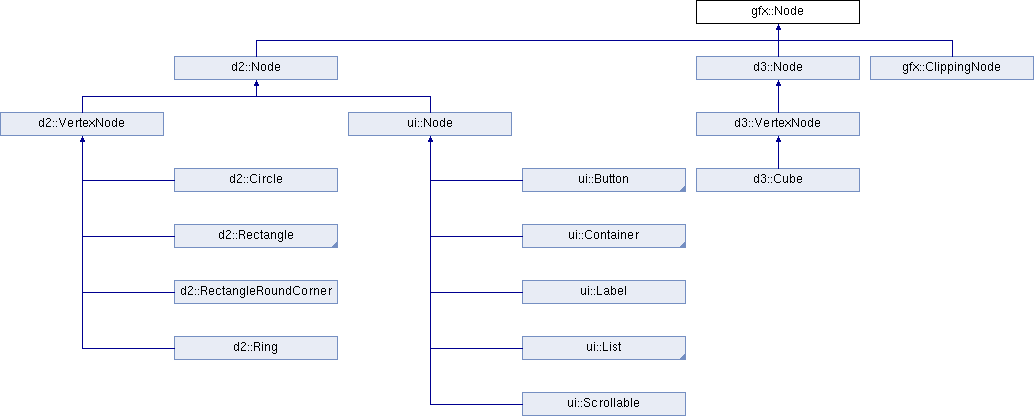 gfx::Node
d2::Node
d3::Node
gfx::ClippingNode
d2::VertexNode
ui::Node
d3::VertexNode
d2::Circle
ui::Button
d3::Cube
d2::Rectangle
ui::Container
d2::RectangleRoundCorner
ui::Label
d2::Ring
ui::List
ui::Scrollable